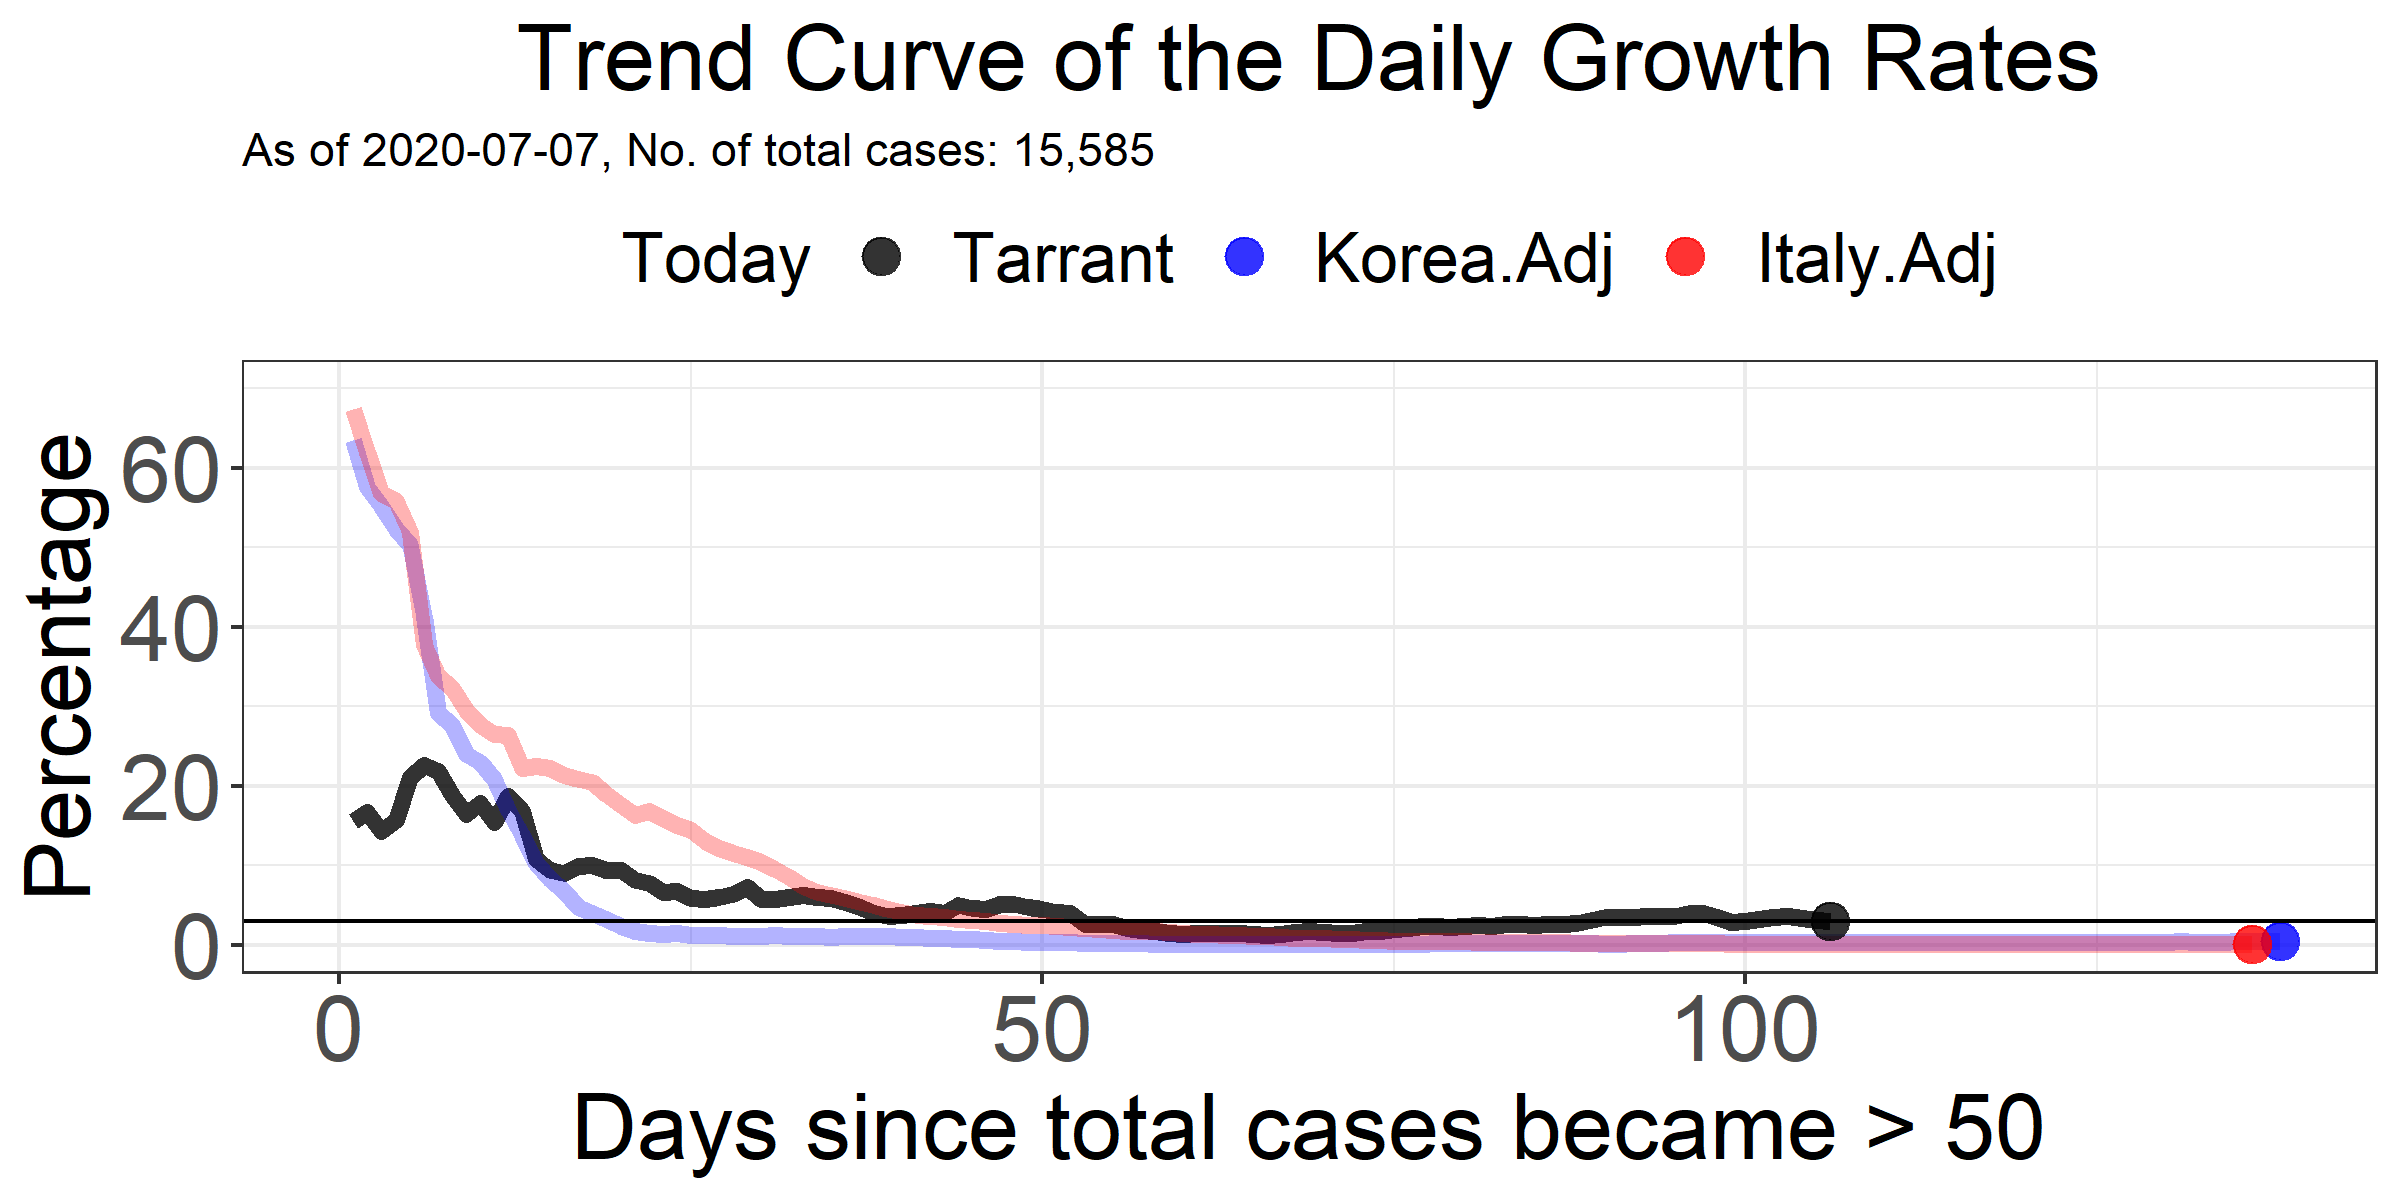 Trend Curve of the Daily Growth Rates
As of 2020-07-07, No. of total cases: 15,585
Today Tarrant Korea.Adj Italy.Adj
Percentage
60
40
20
0
0 50 100
Days since total cases became > 50